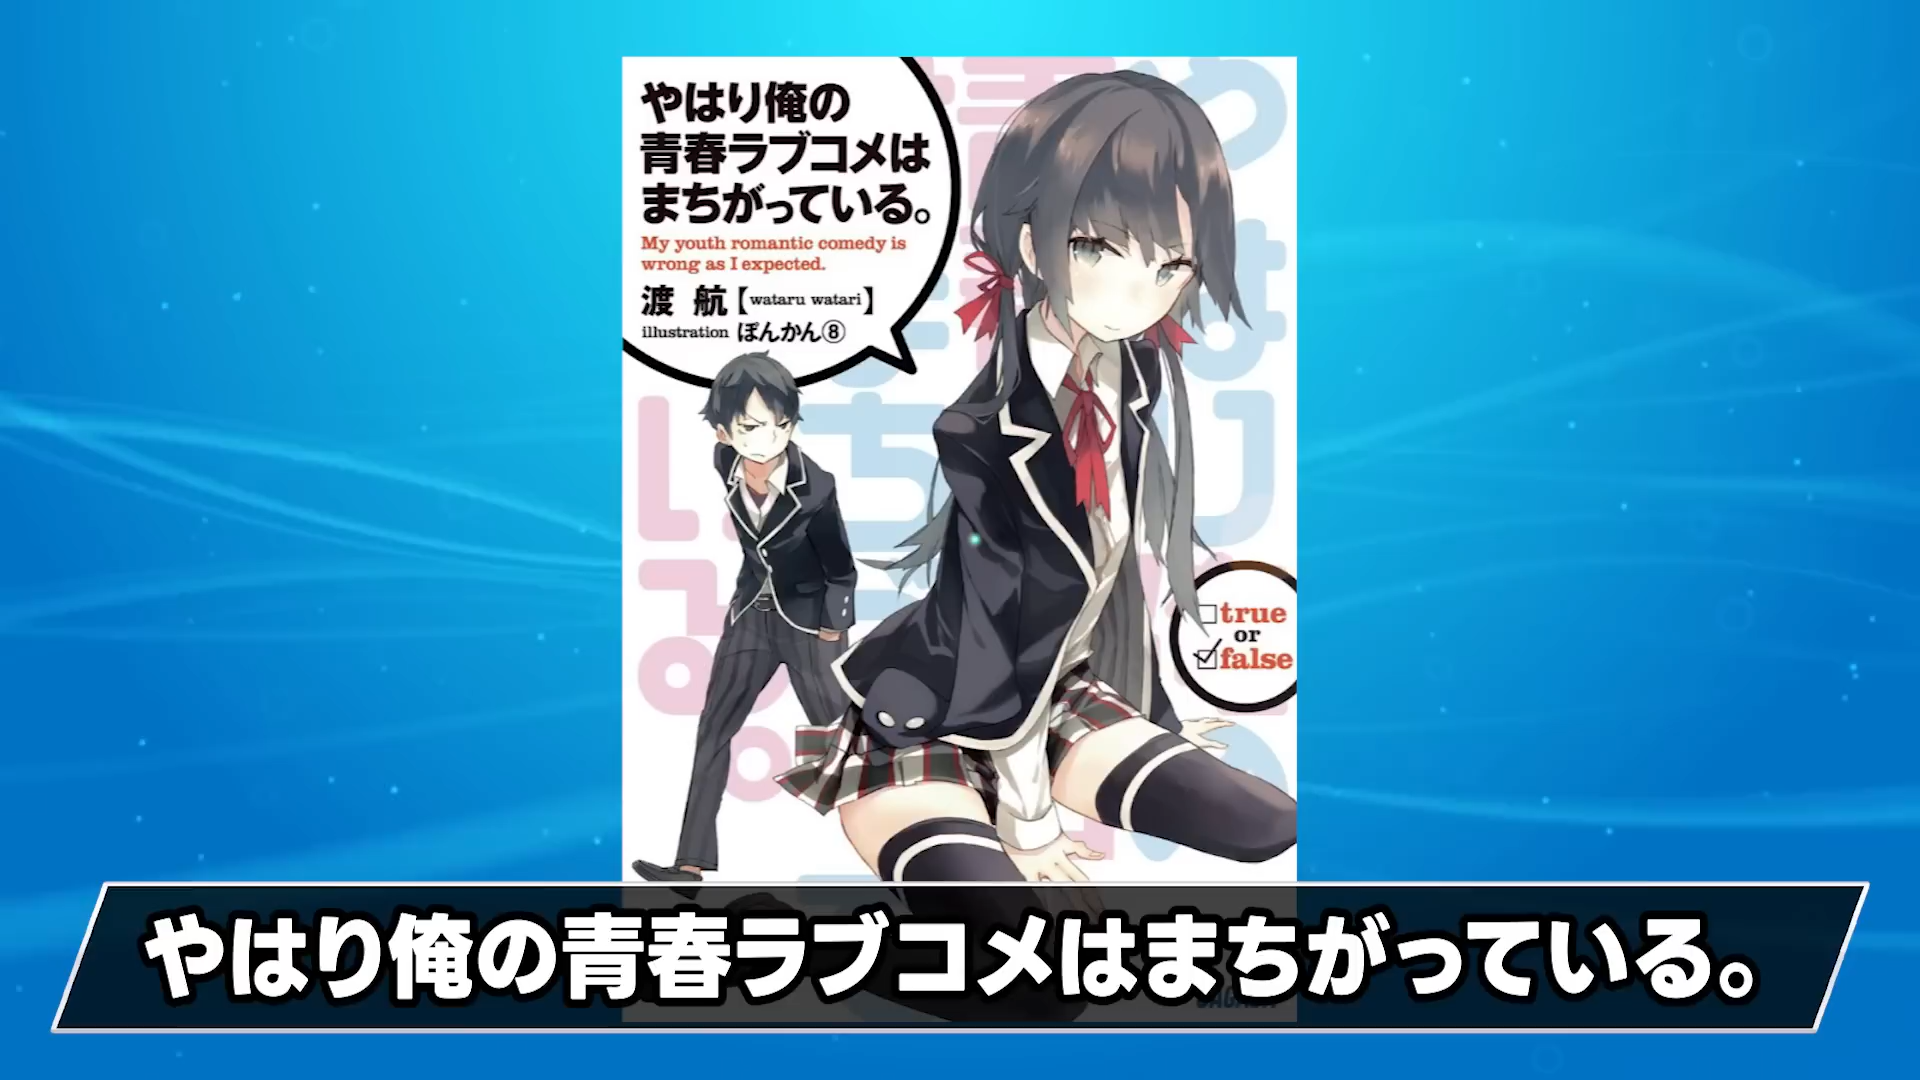 やはり俺の
青春ラブコメは
まちがっている。
My youth romantic comedy is
wrong as I expected.
渡 航【wataru watari】
illustration ぽんかん⑧
true
or
false
やはり俺の青春ラブコメはまちがっている。